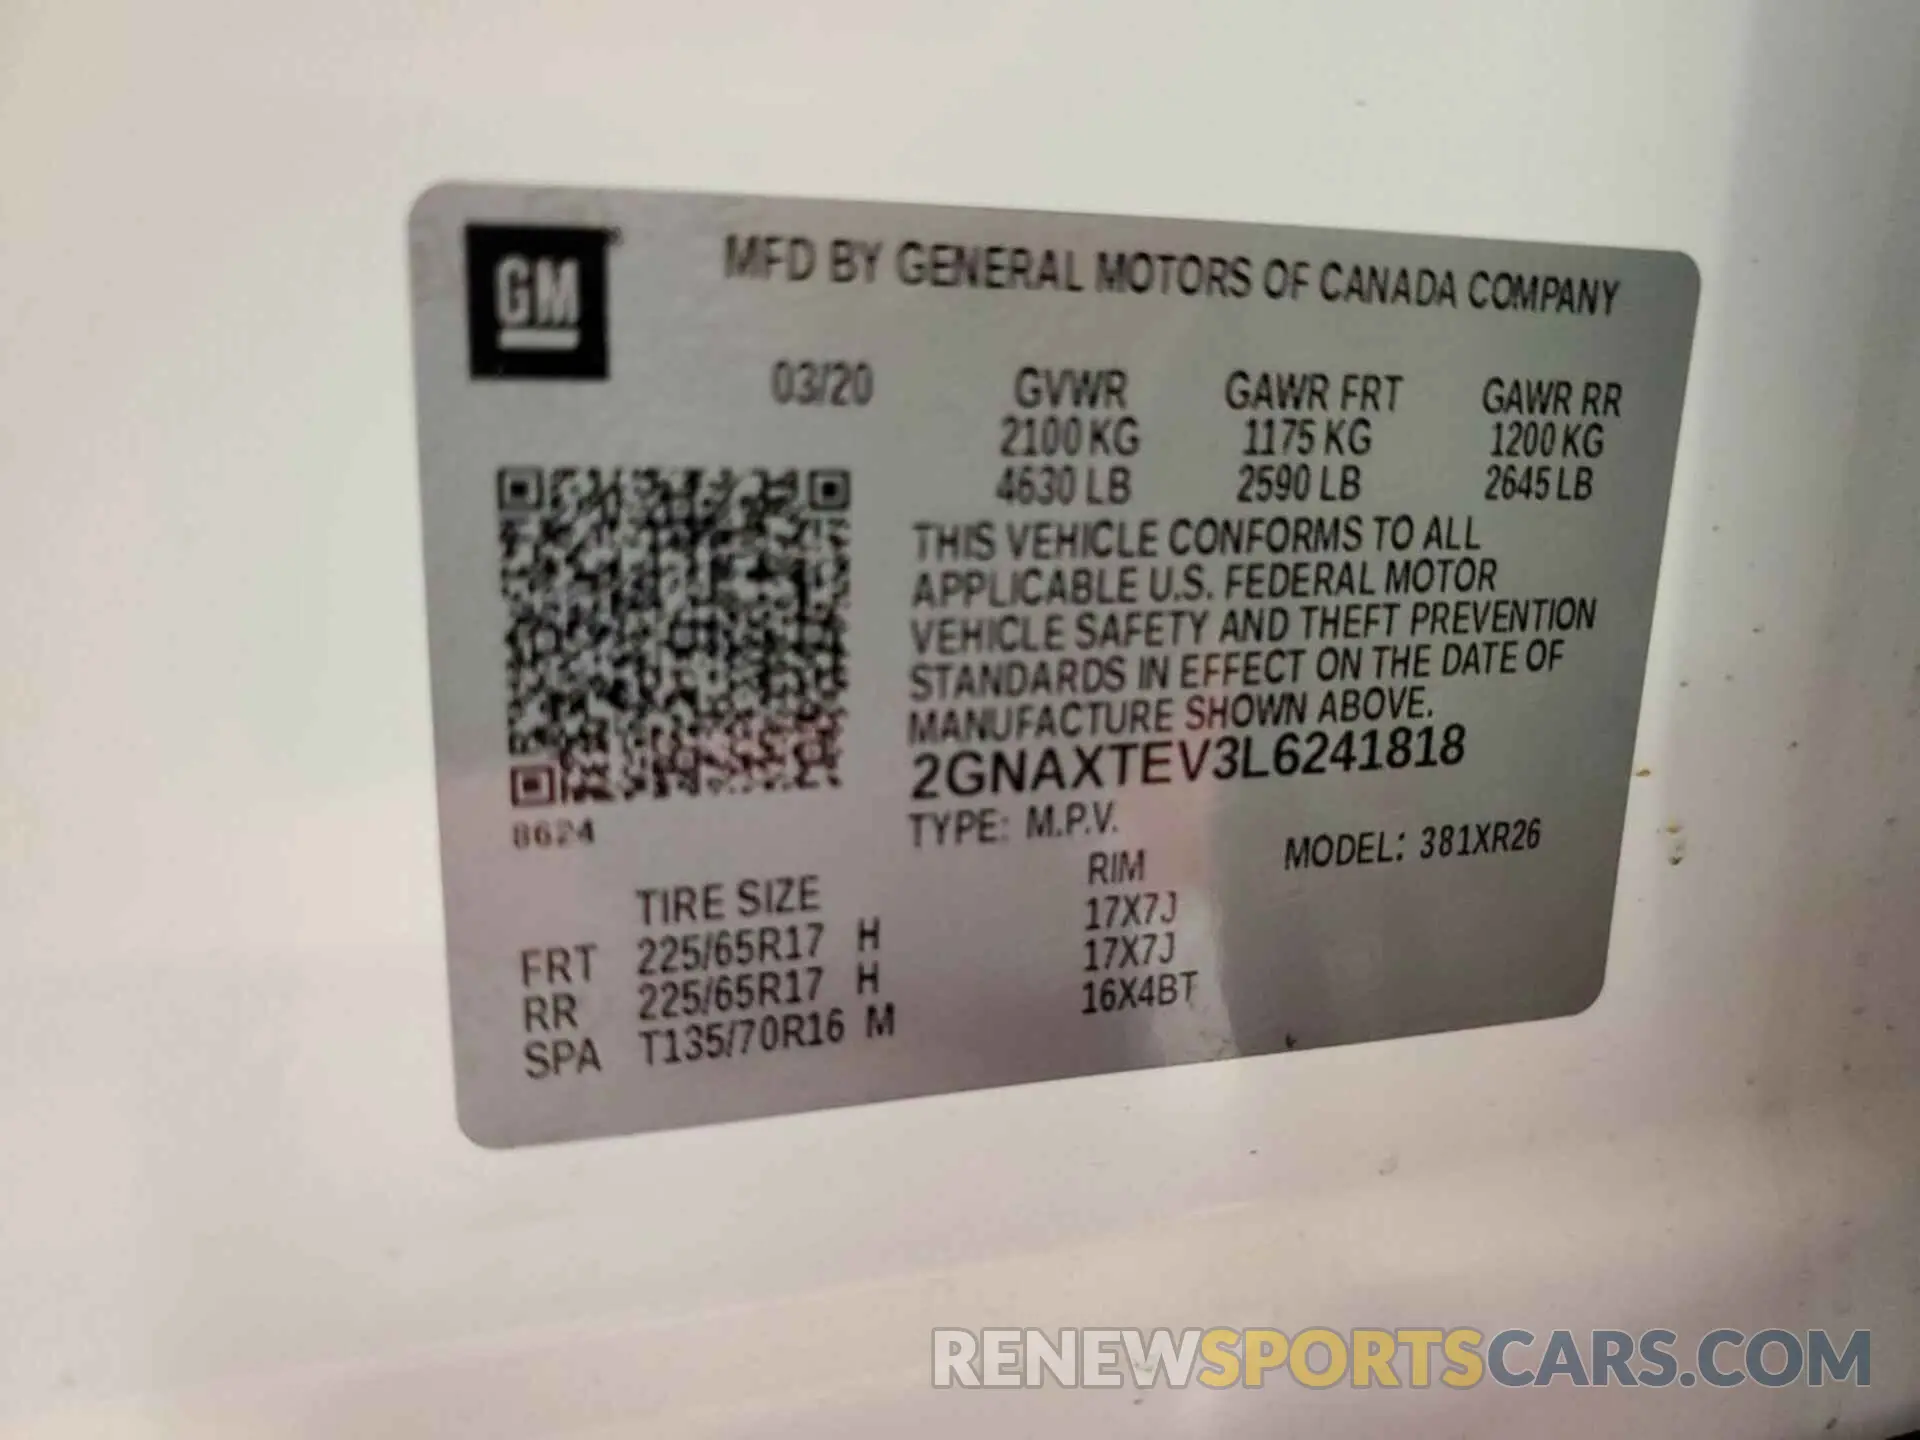 GM
MFD BY GENERAL MOTORS OF CANADA COMPANY
03/20 GVWR GAWR FRT GAWR RR
2100 KG 1175 KG 1200 KG
4630 LB 2590 LB 2645 LB
THIS VEHICLE CONFORMS TO ALL
APPLICABLE U.S. FEDERAL MOTOR
VEHICLE SAFETY AND THEFT PREVENTION
STANDARDS IN EFFECT ON THE DATE OF
MANUFACTURE SHOWN ABOVE.
2GNAXTEV3L6241818
8624
TYPE: M.P.V. MODEL: 381XR26
TIRE SIZE RIM
FRT 225/65R17 H 17X7J
RR 225/65R17 H 17X7J
SPA T135/70R16 M 16X4BT
RENEWSPORTSCARS.COM